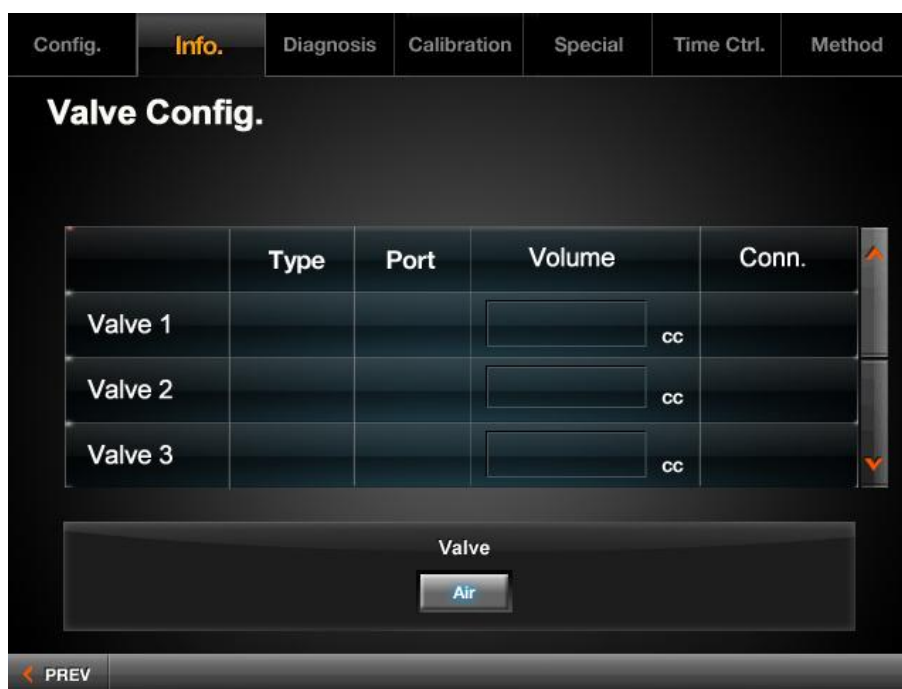 Config. Info. Diagnosis Calibration Special Time Ctrl. Method
Valve Config.
Type Port Volume Conn.
Valve 1 cc
Valve 2 cc
Valve 3 cc
Valve
Air
PREV